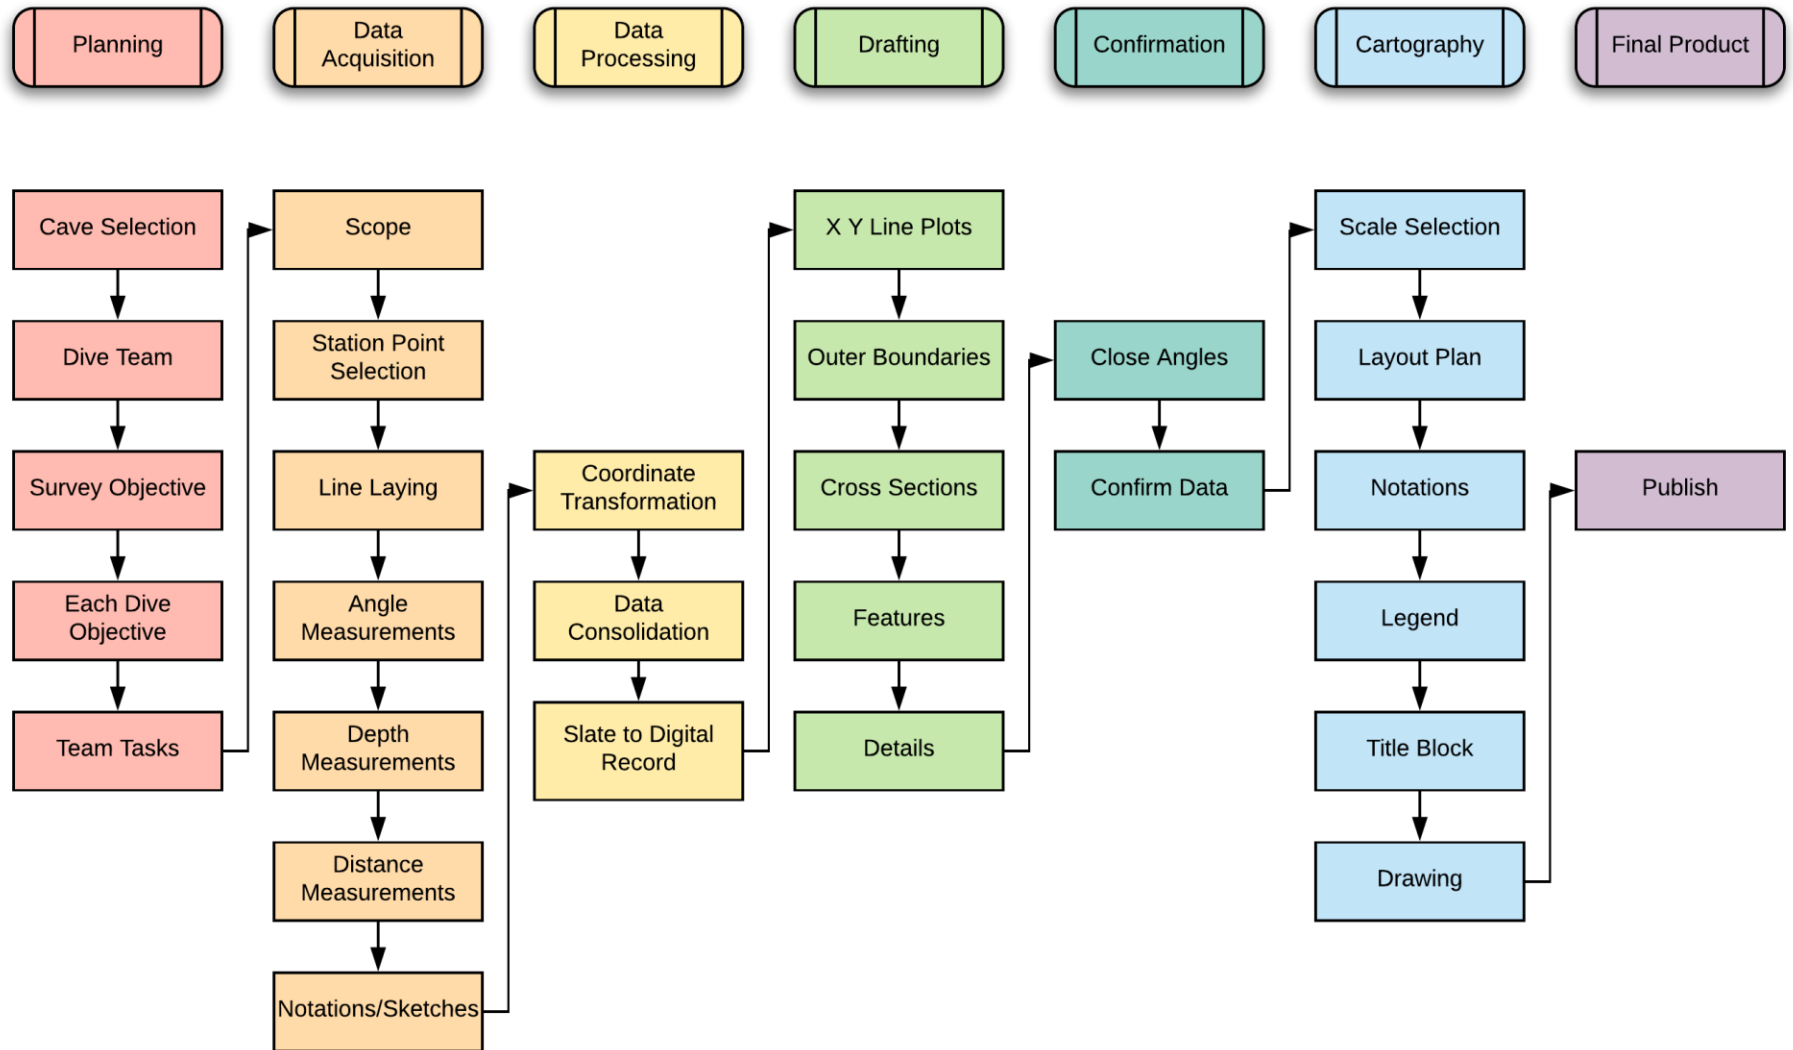 Planning
Data
Acquisition
Data
Processing
Drafting
Confirmation
Cartography
Final Product
Cave Selection
Dive Team
Survey Objective
Each Dive
Objective
Team Tasks
Scope
Station Point
Selection
Line Laying
Angle
Measurements
Depth
Measurements
Distance
Measurements
Notations/Sketches
Coordinate
Transformation
Data
Consolidation
Slate to Digital
Record
X Y Line Plots
Outer Boundaries
Cross Sections
Features
Details
Close Angles
Confirm Data
Scale Selection
Layout Plan
Notations
Legend
Title Block
Drawing
Publish